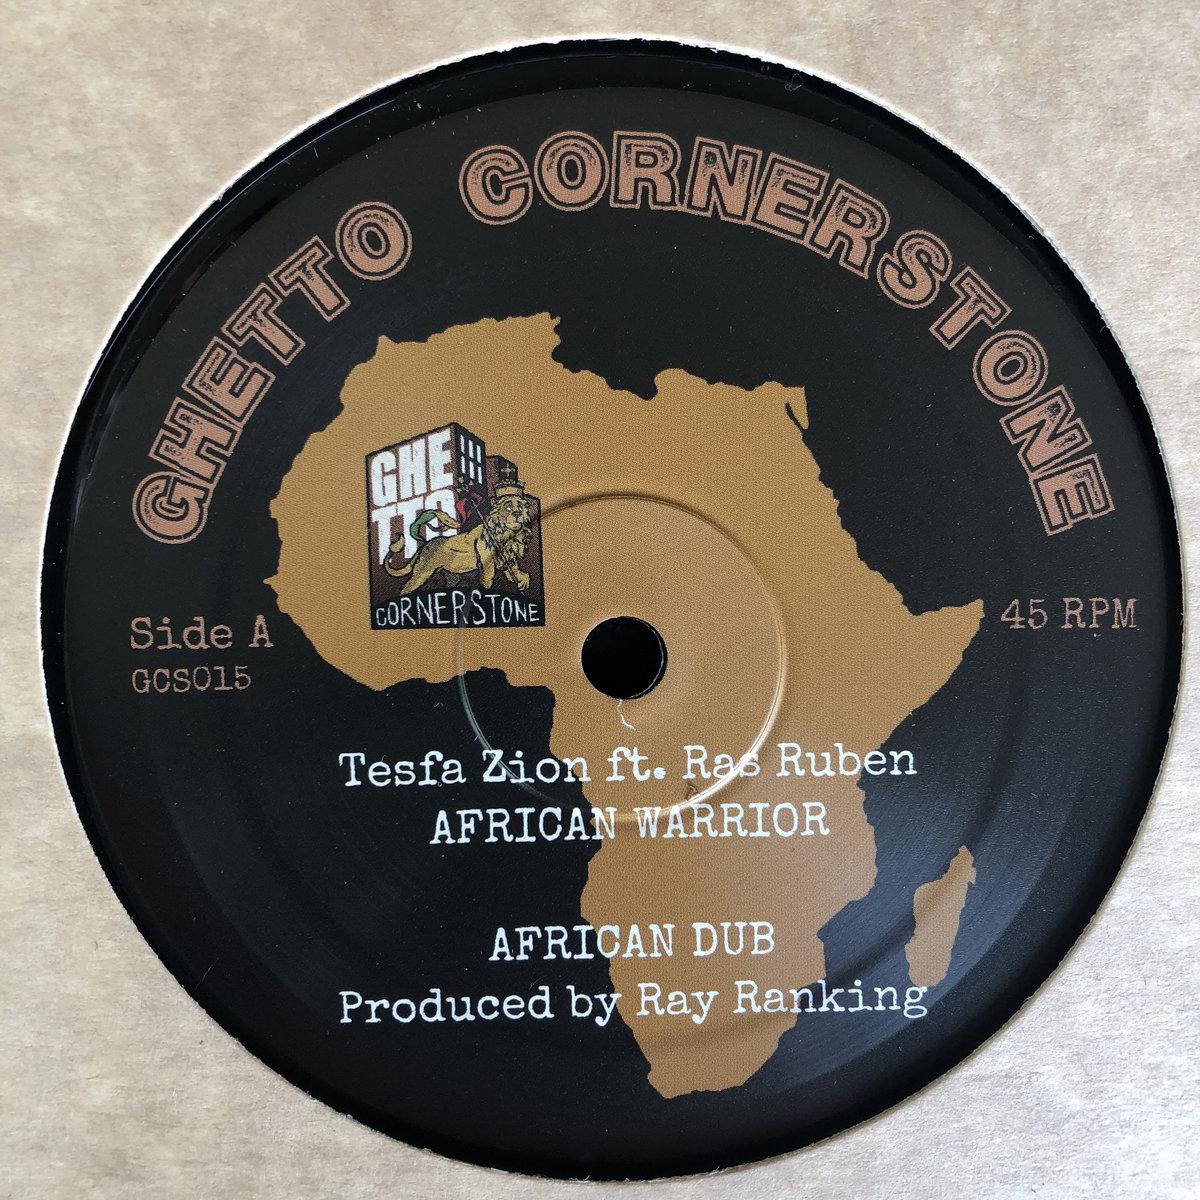 GHETTO CORNERSTONE
GHE
TTO
CORNERSTONE
Side A
GCS015
45 RPM
Tesfa Zion ft. Ras Ruben
AFRICAN WARRIOR
AFRICAN DUB
Produced by Ray Ranking